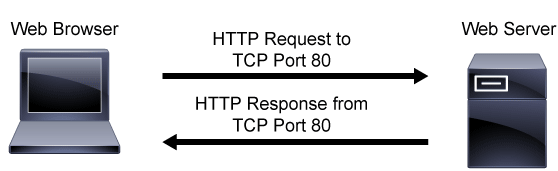 Web Browser
Web Server
HTTP Request to
TCP Port 80
HTTP Response from
TCP Port 80